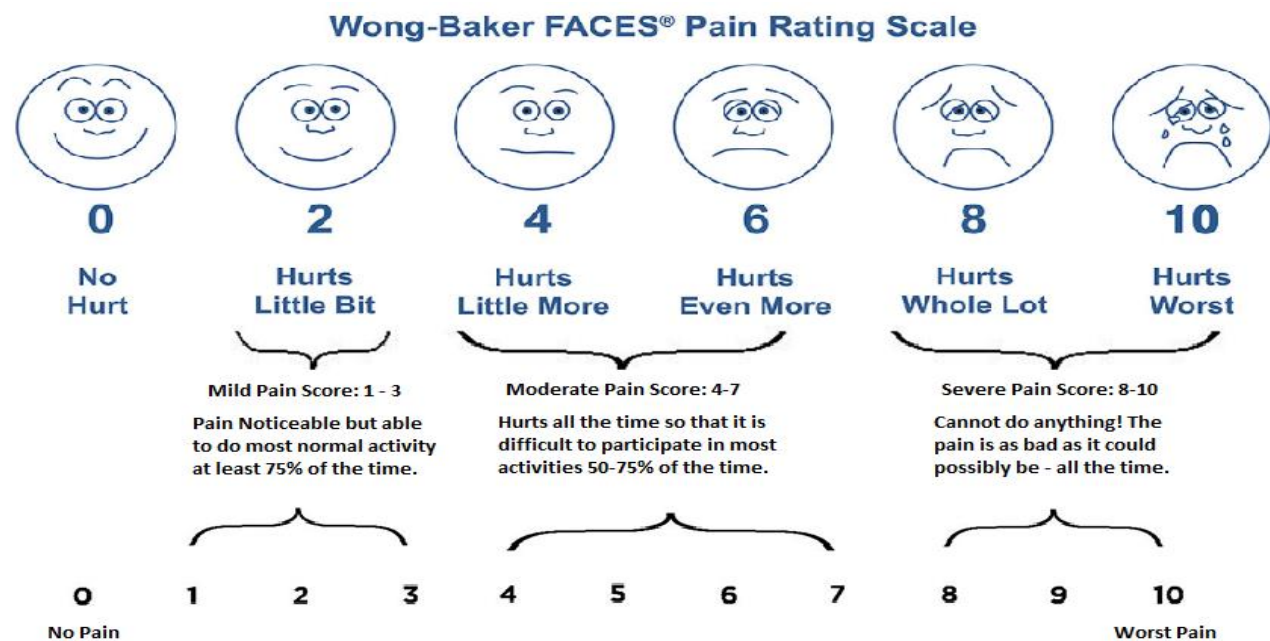 Wong-Baker FACES® Pain Rating Scale
0 2 4 6 8 10
No Hurt
Hurts Little Bit
Hurts Little More
Hurts Even More
Hurts Whole Lot
Hurts Worst
Mild Pain Score: 1 - 3
Pain Noticeable but able
to do most normal activity
at least 75% of the time.
Moderate Pain Score: 4-7
Hurts all the time so that it is
difficult to participate in most
activities 50-75% of the time.
Severe Pain Score: 8-10
Cannot do anything! The
pain is as bad as it could
possibly be - all the time.
0 1 2 3 4 5 6 7 8 9 10
No Pain
Worst Pain